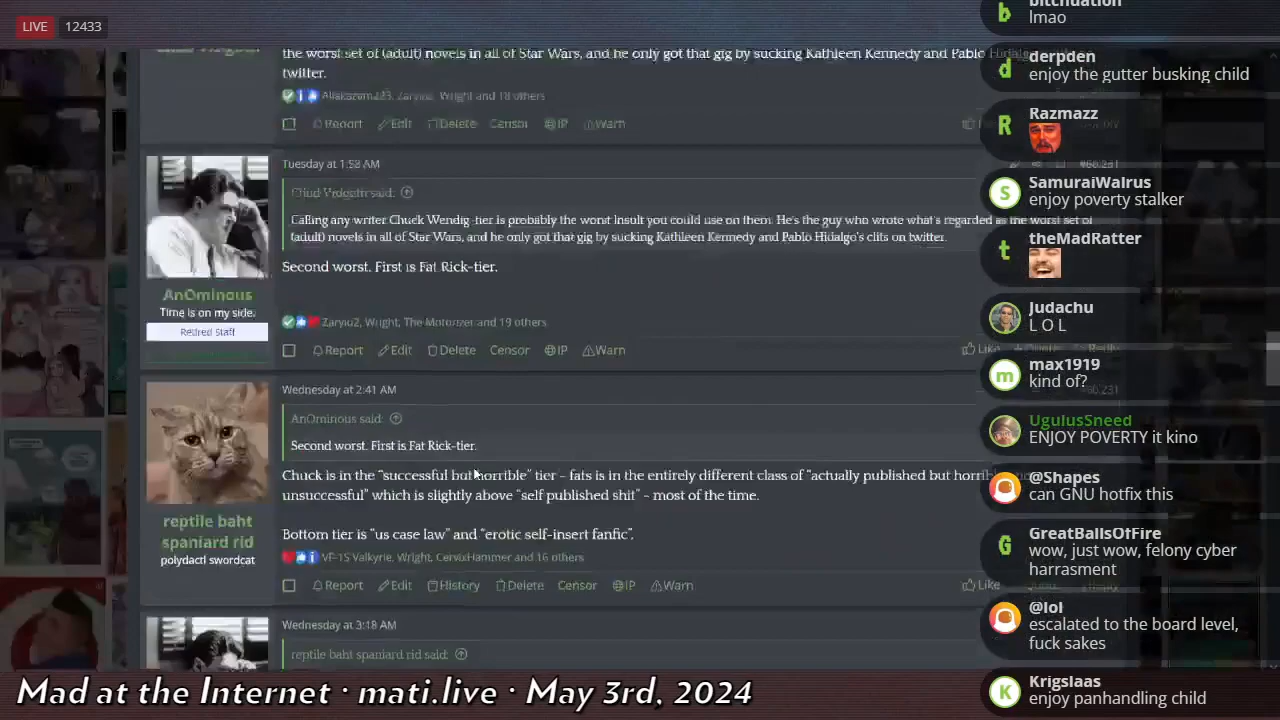 LIVE 12433
the worst set of (adult) novels in all of Star Wars, and he only got that gig by sucking Kathleen Kennedy and Pablo
twitter.
Zaryu2, Wright and 18 others
Report Edit Delete Censor IP Warn
Tuesday at 1:58 AM
said:
Calling any writer Chuck Wendig-tier is probably the worst insult you could use on them. He's the guy who wrote what's regarded as the worst set of
(adult) novels in all of Star Wars, and he only got that gig by sucking Kathleen Kennedy and Pablo Hidalgo's clits on twitter.
Second worst. First is Fat Rick-tier.
AnOminous
Time is on my side.
Retired Staff
Zaryu2, Wright, The Motorizer and 19 others
Report Edit Delete Censor IP Warn
Like
Wednesday at 2:41 AM
AnOminous said:
Second worst. First is Fat Rick-tier.
Chuck is in the “successful but horrible” tier - fats is in the entirely different class of “actually published but
unsuccessful” which is slightly above “self published shit” - most of the time.
Bottom tier is “us case law” and “erotic self-insert fanfic”.
reptile baht
spaniard rid
polydactl swordcat
VF-1S Valkyrie, Wright, CervixHammer and 16 others
Report Edit History Delete Censor IP Warn
Like
Wednesday at 3:18 AM
reptile baht spaniard rid said:
bitchuation
lmao
derpden
enjoy the gutter busking child
Razmazz
SamuraiWalrus
enjoy poverty stalker
theMadRatter
Judachu
L O L
max1919
kind of?
UgulusSneed
ENJOY POVERTY it kino
@Shapes
can GNU hotfix this
GreatBallsOfFire
wow, just wow, felony cyber
harrasment
@lol
escalated to the board level,
fuck sakes
Krigslaas
enjoy panhandling child
Mad at the Internet · mati.live · May 3rd, 2024